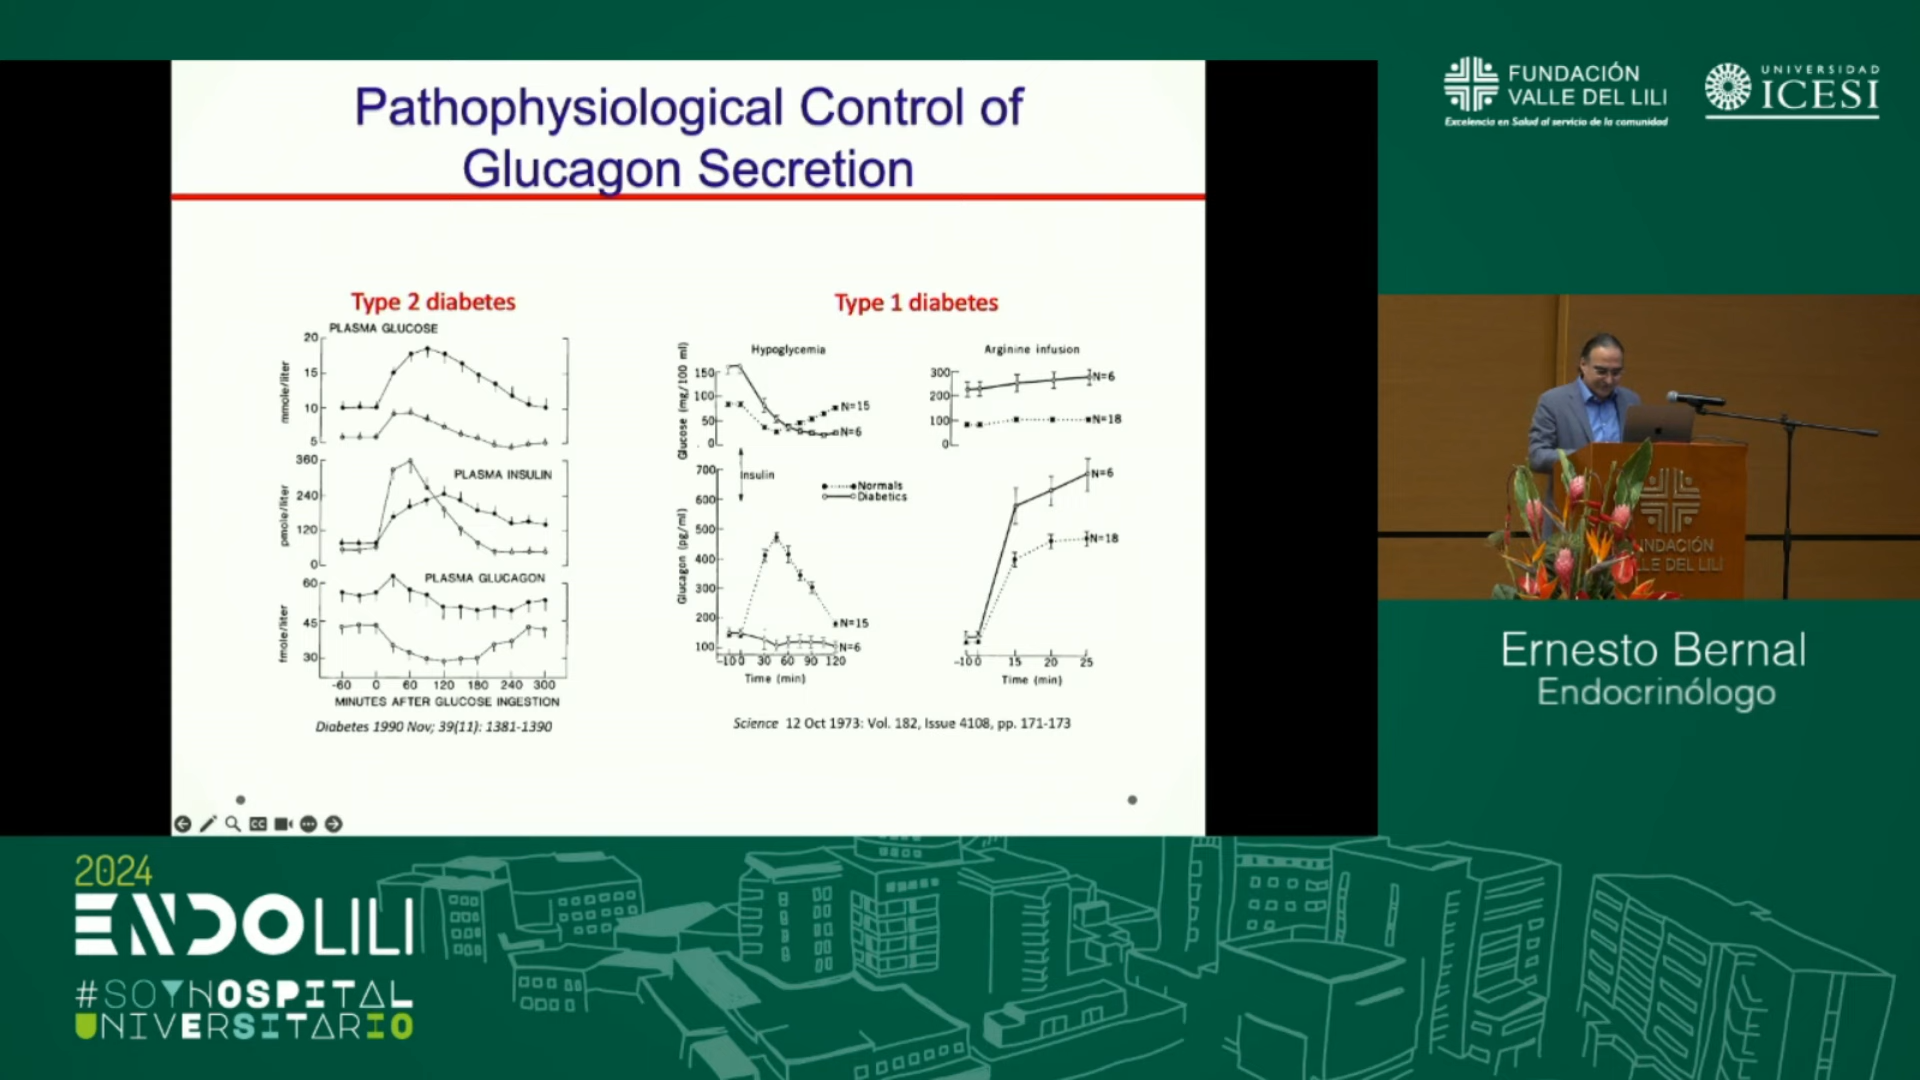 Pathophysiological Control of
Glucagon Secretion
Type 2 diabetes
PLASMA GLUCOSE
mmole/liter
20
15
10
5
PLASMA INSULIN
pmole/liter
360
240
120
0
PLASMA GLUCAGON
fmole/liter
60
45
30
-60 0 60 120 180 240 300
MINUTES AFTER GLUCOSE INGESTION
Diabetes 1990 Nov; 39(11): 1381-1390
Type 1 diabetes
Hypoglycemia
Glucose (mg/100 ml)
150
100
50
0
N=15
N=6
Insulin
Normals
Diabetics
Glucagon (pg/ml)
700
600
500
400
300
200
100
N=15
N=6
-10 0 30 60 90 120
Time (min)
Arginine infusion
300
200
100
0
N=6
N=18
N=6
N=18
-10 0 15 20 25
Time (min)
Science 12 Oct 1973: Vol. 182, Issue 4108, pp. 171-173
CC
FUNDACIÓN
VALLE DEL LILI
Excelencia en Salud al servicio de la comunidad
UNIVERSIDAD
ICESI
FUNDACIÓN
VALLE DEL LILI
Ernesto Bernal
Endocrinólogo
2024
ENDOLILI
#SOYHOSPITAL
UNIVERSITARIO